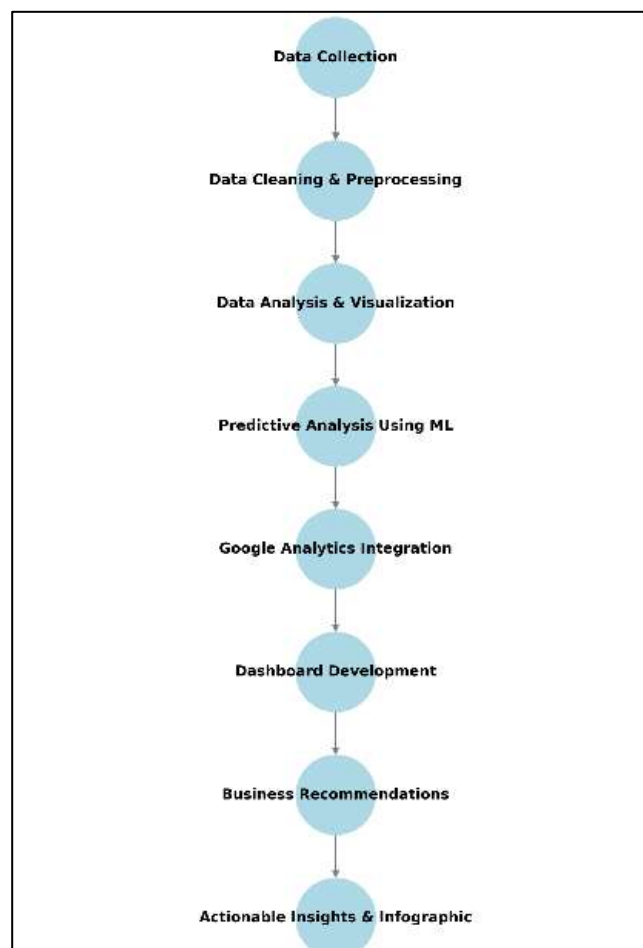 Data Collection
Data Cleaning & Preprocessing
Data Analysis & Visualization
Predictive Analysis Using ML
Google Analytics Integration
Dashboard Development
Business Recommendations
Actionable Insights & Infographic